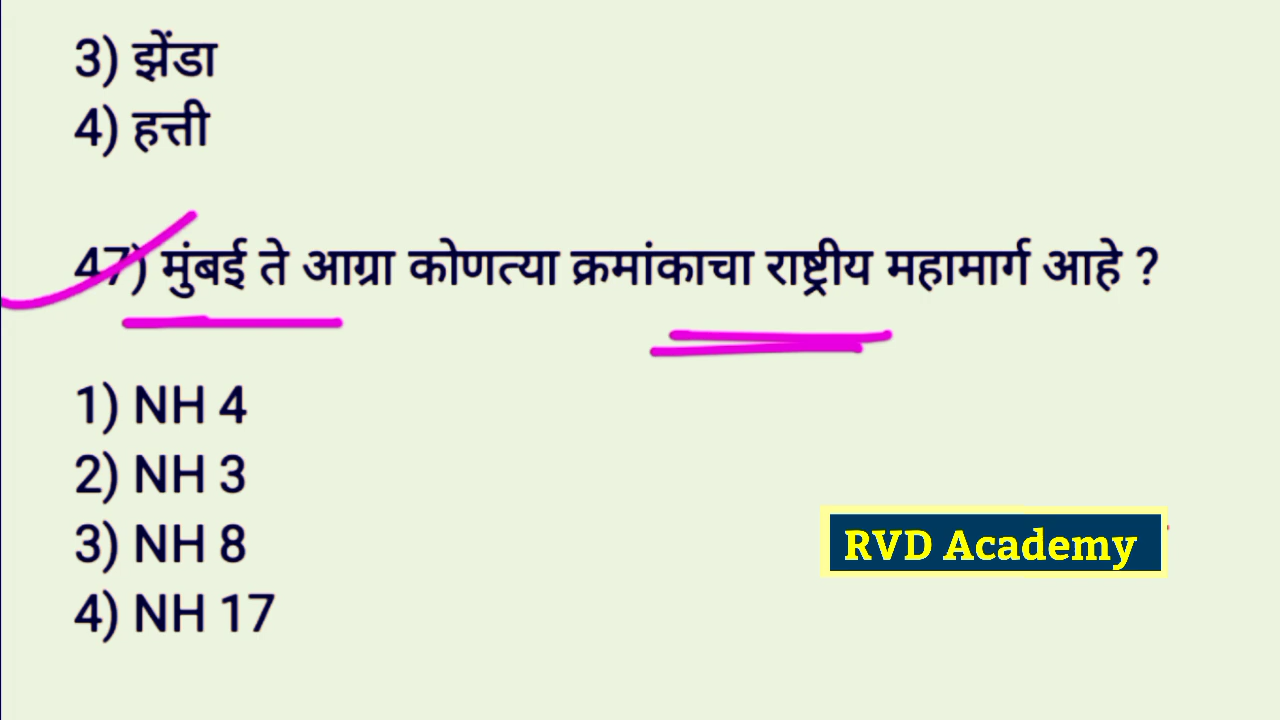 3) झेंडा
4) हत्ती
47) मुंबई ते आग्रा कोणत्या क्रमांकाचा राष्ट्रीय महामार्ग आहे ?
1) NH 4
2) NH 3
3) NH 8
4) NH 17
RVD Academy